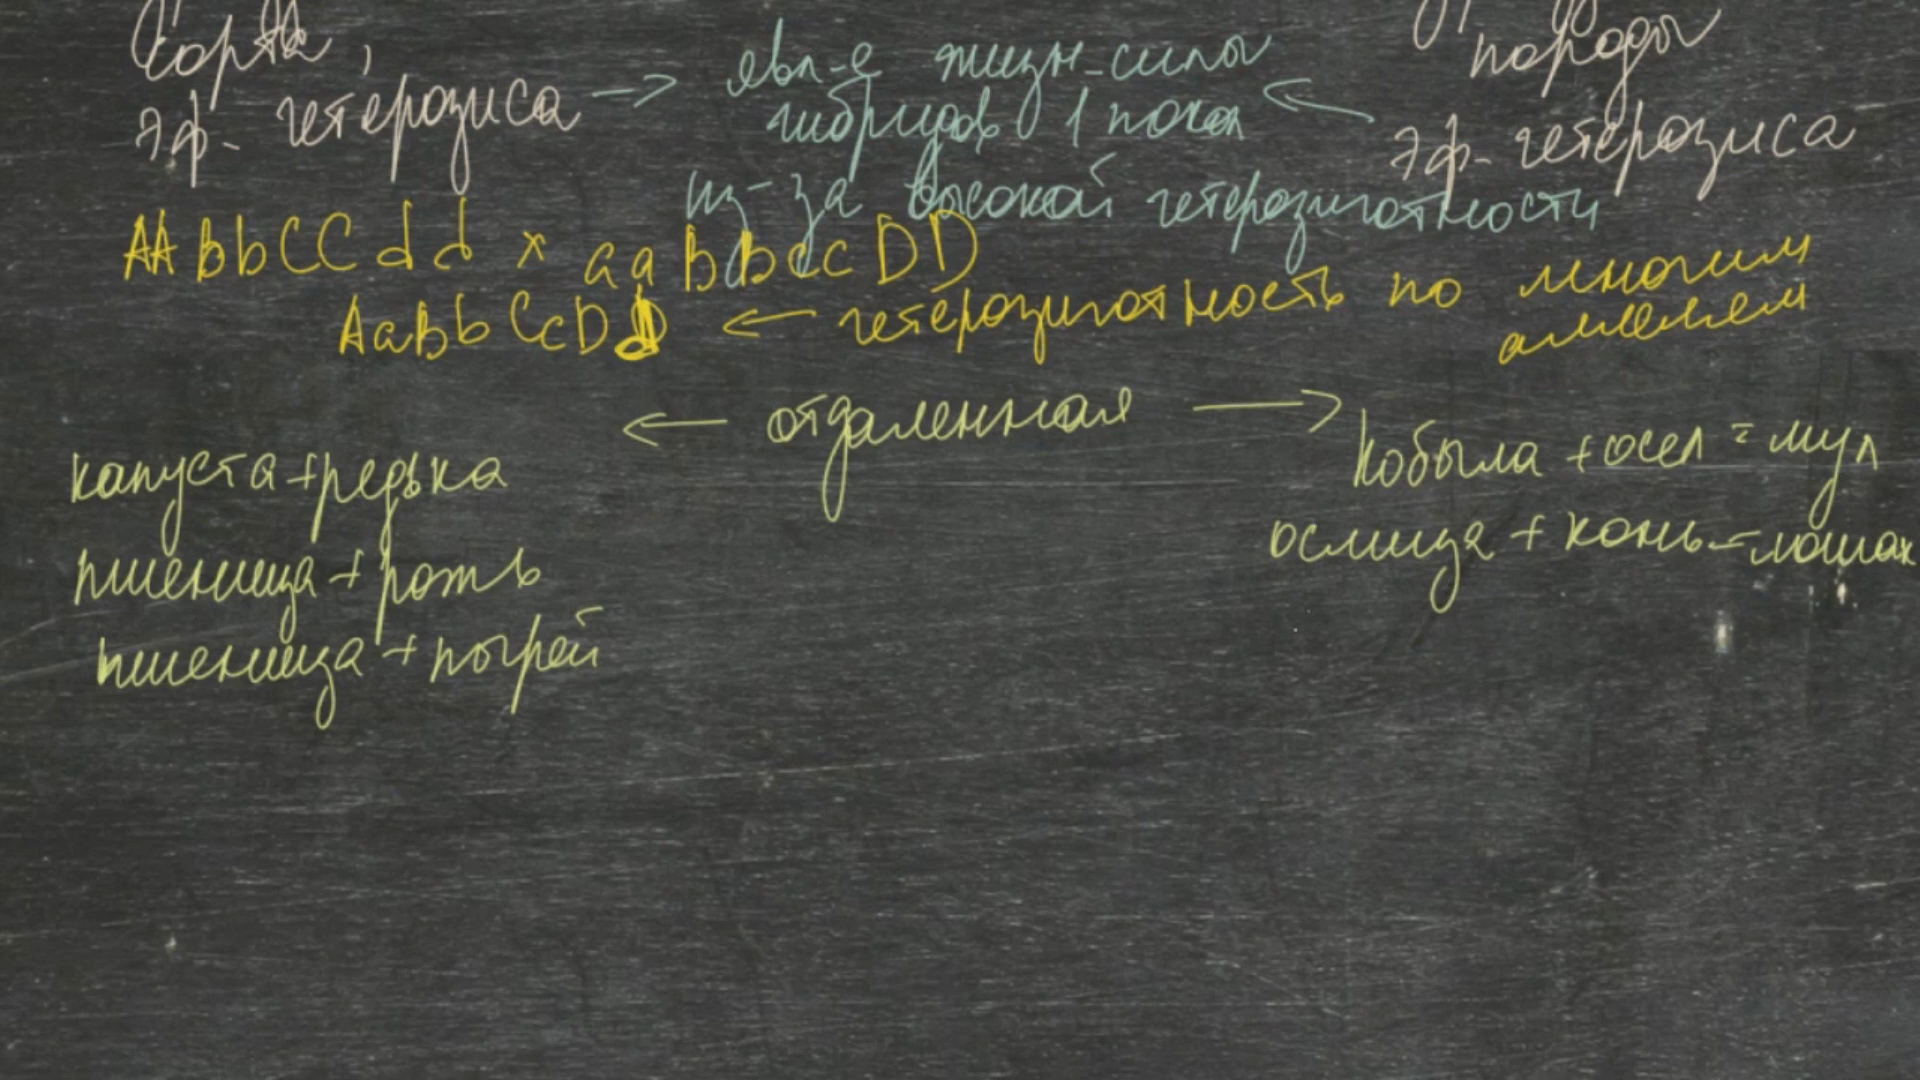 Сорта,
эф. гетерозиса → явл-е жизн. силы
гибридов 1 покол
из-за высокой гетерозиготности
породы
← эф. гетерозиса
AABbCCdd x aaBbccDD
AaBbCcDd ← гетерозиготность по многим
аллелем
← отдаленная →
капуста+редька
пшеница+рожь
пшеница+пырей
кобыла+осел=мул
ослица+конь=лошак